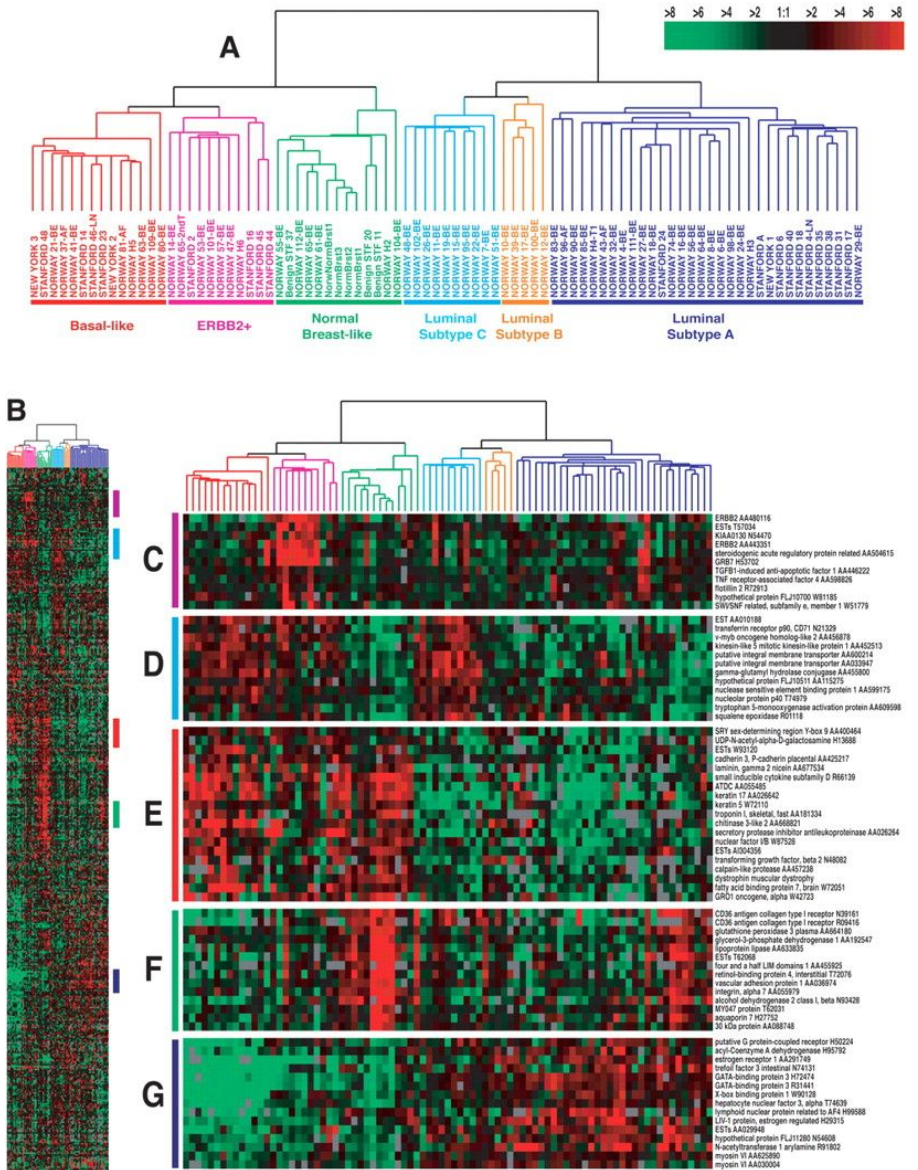 >8 >6 >4 >2 1:1 >2 >4 >6 >8
A
NEW YORK 3
STANFORD 48
NORWAY 21-BE
NORWAY 37-AF
NORWAY 41-BE
STANFORD 14
STANFORD 46-LN
STANFORD 23
NEW YORK 2
NORWAY 81-AF
NORWAY H5
NORWAY 63-BE
NORWAY 109-BE
NORWAY 80-BE
NORWAY 14-BE
NORWAY 65-2ndT
STANFORD 2
NORWAY 53-BE
NORWAY 101-BE
NORWAY 57-BE
NORWAY 47-BE
NORWAY H6
STANFORD 16
STANFORD 45
STANFORD 44
NORWAY 55-BE
Benign STF 37
NORWAY 112-BE
NORWAY 65-BE
NORWAY 61-BE
NorwNormBrst1
NormBrst3
NormBrst2
NormBrst1
Benign STF 20
Benign STF 11
NORWAY H2
NORWAY 104-BE
NORWAY 48-BE
NORWAY 102-BE
NORWAY 26-BE
NORWAY 11-BE
NORWAY 19-BE
NORWAY 15-BE
NORWAY 95-BE
NORWAY 22-BE
NORWAY 7-BE
NORWAY 51-BE
NORWAY 39-BE
NORWAY 17-BE
NORWAY 100-BE
NORWAY 12-BE
NORWAY 83-BE
NORWAY 96-AF
NORWAY 90-BE
NORWAY 85-BE
NORWAY H4-T1
NORWAY 4-BE
NORWAY 32-BE
NORWAY 27-BE
NORWAY 111-BE
STANFORD 24
NORWAY 18-BE
NORWAY 16-BE
NORWAY 56-BE
NORWAY 6-BE
NORWAY 24-BE
NORWAY H3
STANFORD A
NEW YORK 1
STANFORD 6
STANFORD 40
STANFORD 4-LN
STANFORD 35
STANFORD 38
STANFORD 31
STANFORD 17
NORWAY 29-BE
Basal-like
ERBB2+
Normal
Breast-like
Luminal
Subtype C
Luminal
Subtype B
Luminal
Subtype A
B
C
ERBB2 AA480116
ESTs T57034
KIAA0130 N54470
ERBB2 AA443351
steroidogenic acute regulatory protein related AA504615
GRB7 H53702
TGFB1-induced anti-apoptotic factor 1 AA446222
TNF receptor-associated factor 4 AA598826
flotillin 2 R72913
hypothetical protein FLJ10700 W81185
SWI/SNF related, subfamily e, member 1 W51779
D
EST AA010188
transferrin receptor p90, CD71 N21329
v-myb oncogene homolog-like 2 AA456878
kinesin-like 5 mitotic kinesin-like protein 1 AA452513
putative integral membrane transporter AA600214
putative integral membrane transporter AA033947
gamma-glutamyl hydrolase conjugase AA455800
hypothetical protein FLJ10511 AA115275
nuclease sensitive element binding protein 1 AA599175
nucleolar protein p40 T74979
tryptophan 5-monooxygenase activation protein AA609598
squalene epoxidase R01118
E
SRY sex-determining region Y-box 9 AA400464
UDP-N-acetyl-alpha-D-galactosamine H13688
ESTs W93120
cadherin 3, P-cadherin placental AA425217
laminin, gamma 2 nicein AA677534
small inducible cytokine subfamily D R66139
ATDC AA055485
keratin 17 AA026642
keratin 5 W72110
troponin I, skeletal, fast AA181334
chitinase 3-like 2 AA668821
secretory protease inhibitor antileukoproteinase AA026264
nuclear factor I/B W87528
ESTs AI304356
transforming growth factor, beta 2 N48082
calpain-like protease AA457238
dystrophin muscular dystrophy
fatty acid binding protein 7, brain W72051
GRO1 oncogene, alpha W42723
F
CD36 antigen collagen type I receptor N39161
CD36 antigen collagen type I receptor R09416
glutathione peroxidase 3 plasma AA664180
glycerol-3-phosphate dehydrogenase 1 AA192547
lipoprotein lipase AA633835
ESTs T62068
four and a half LIM domains 1 AA455925
retinol-binding protein 4, interstitial T72076
vascular adhesion protein 1 AA036974
integrin, alpha 7 AA055979
alcohol dehydrogenase 2 class I, beta N93428
MY047 protein T62031
aquaporin 7 H27752
30 kDa protein AA088748
G
putative G protein-coupled receptor H50224
acyl-Coenzyme A dehydrogenase H95792
estrogen receptor 1 AA291749
trefoil factor 3 intestinal N74131
GATA-binding protein 3 H72474
GATA-binding protein 3 R31441
X-box binding protein 1 W90128
hepatocyte nuclear factor 3, alpha T74639
lymphoid nuclear protein related to AF4 H99588
LIV-1 protein, estrogen regulated H29315
ESTs AA029948
hypothetical protein FLJ11280 N54608
N-acetyltransferase 1 arylamine R91802
myosin VI AA625890
myosin VI AA030004